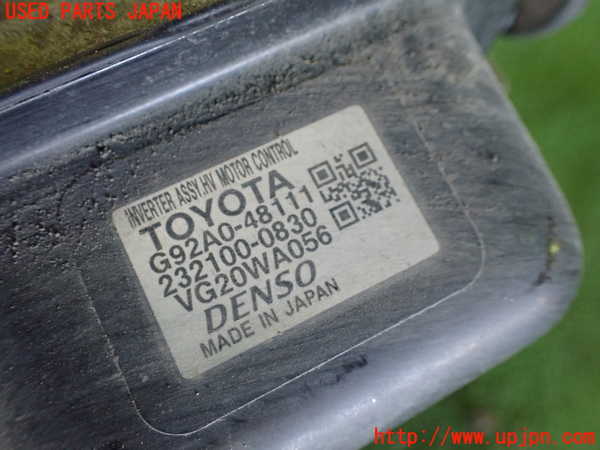 USED PARTS JAPAN
INVERTER ASSY.HV MOTOR CONTROL
TOYOTA
G92A0-48111
232100-0830
VG20WA056
DENSO
MADE IN JAPAN
http://www.upjpn.com/